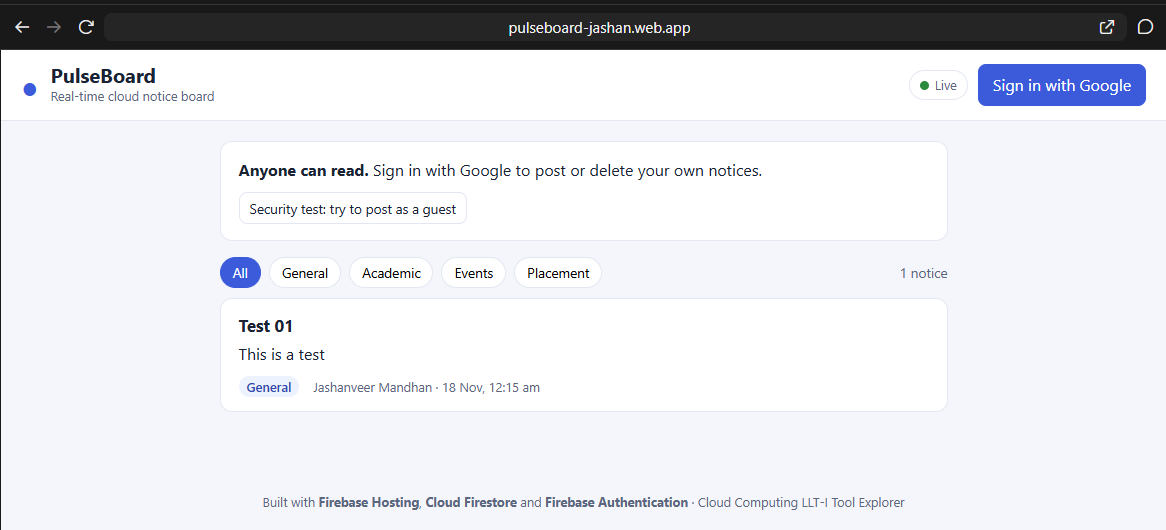 pulseboard-jashan.web.app
PulseBoard
Real-time cloud notice board
Live
Sign in with Google
Anyone can read. Sign in with Google to post or delete your own notices.
Security test: try to post as a guest
All General Academic Events Placement 1 notice
Test 01
This is a test
General Jashanveer Mandhan · 18 Nov, 12:15 am
Built with Firebase Hosting, Cloud Firestore and Firebase Authentication · Cloud Computing LLT-I Tool Explorer